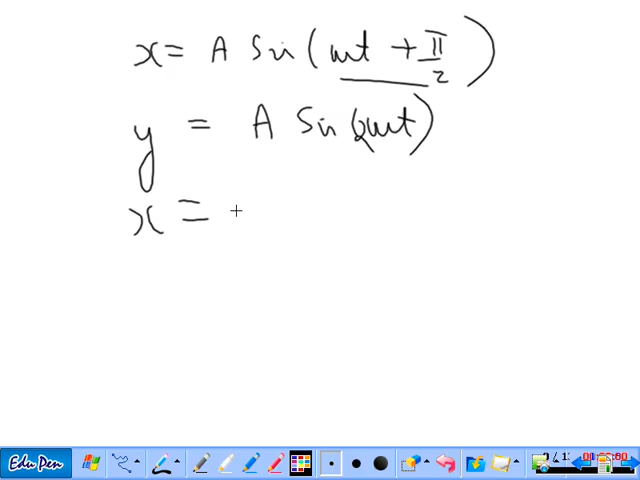 x = A Sin (ωt + π/2)
y = A Sin (2ωt)
x =
Edu Pen